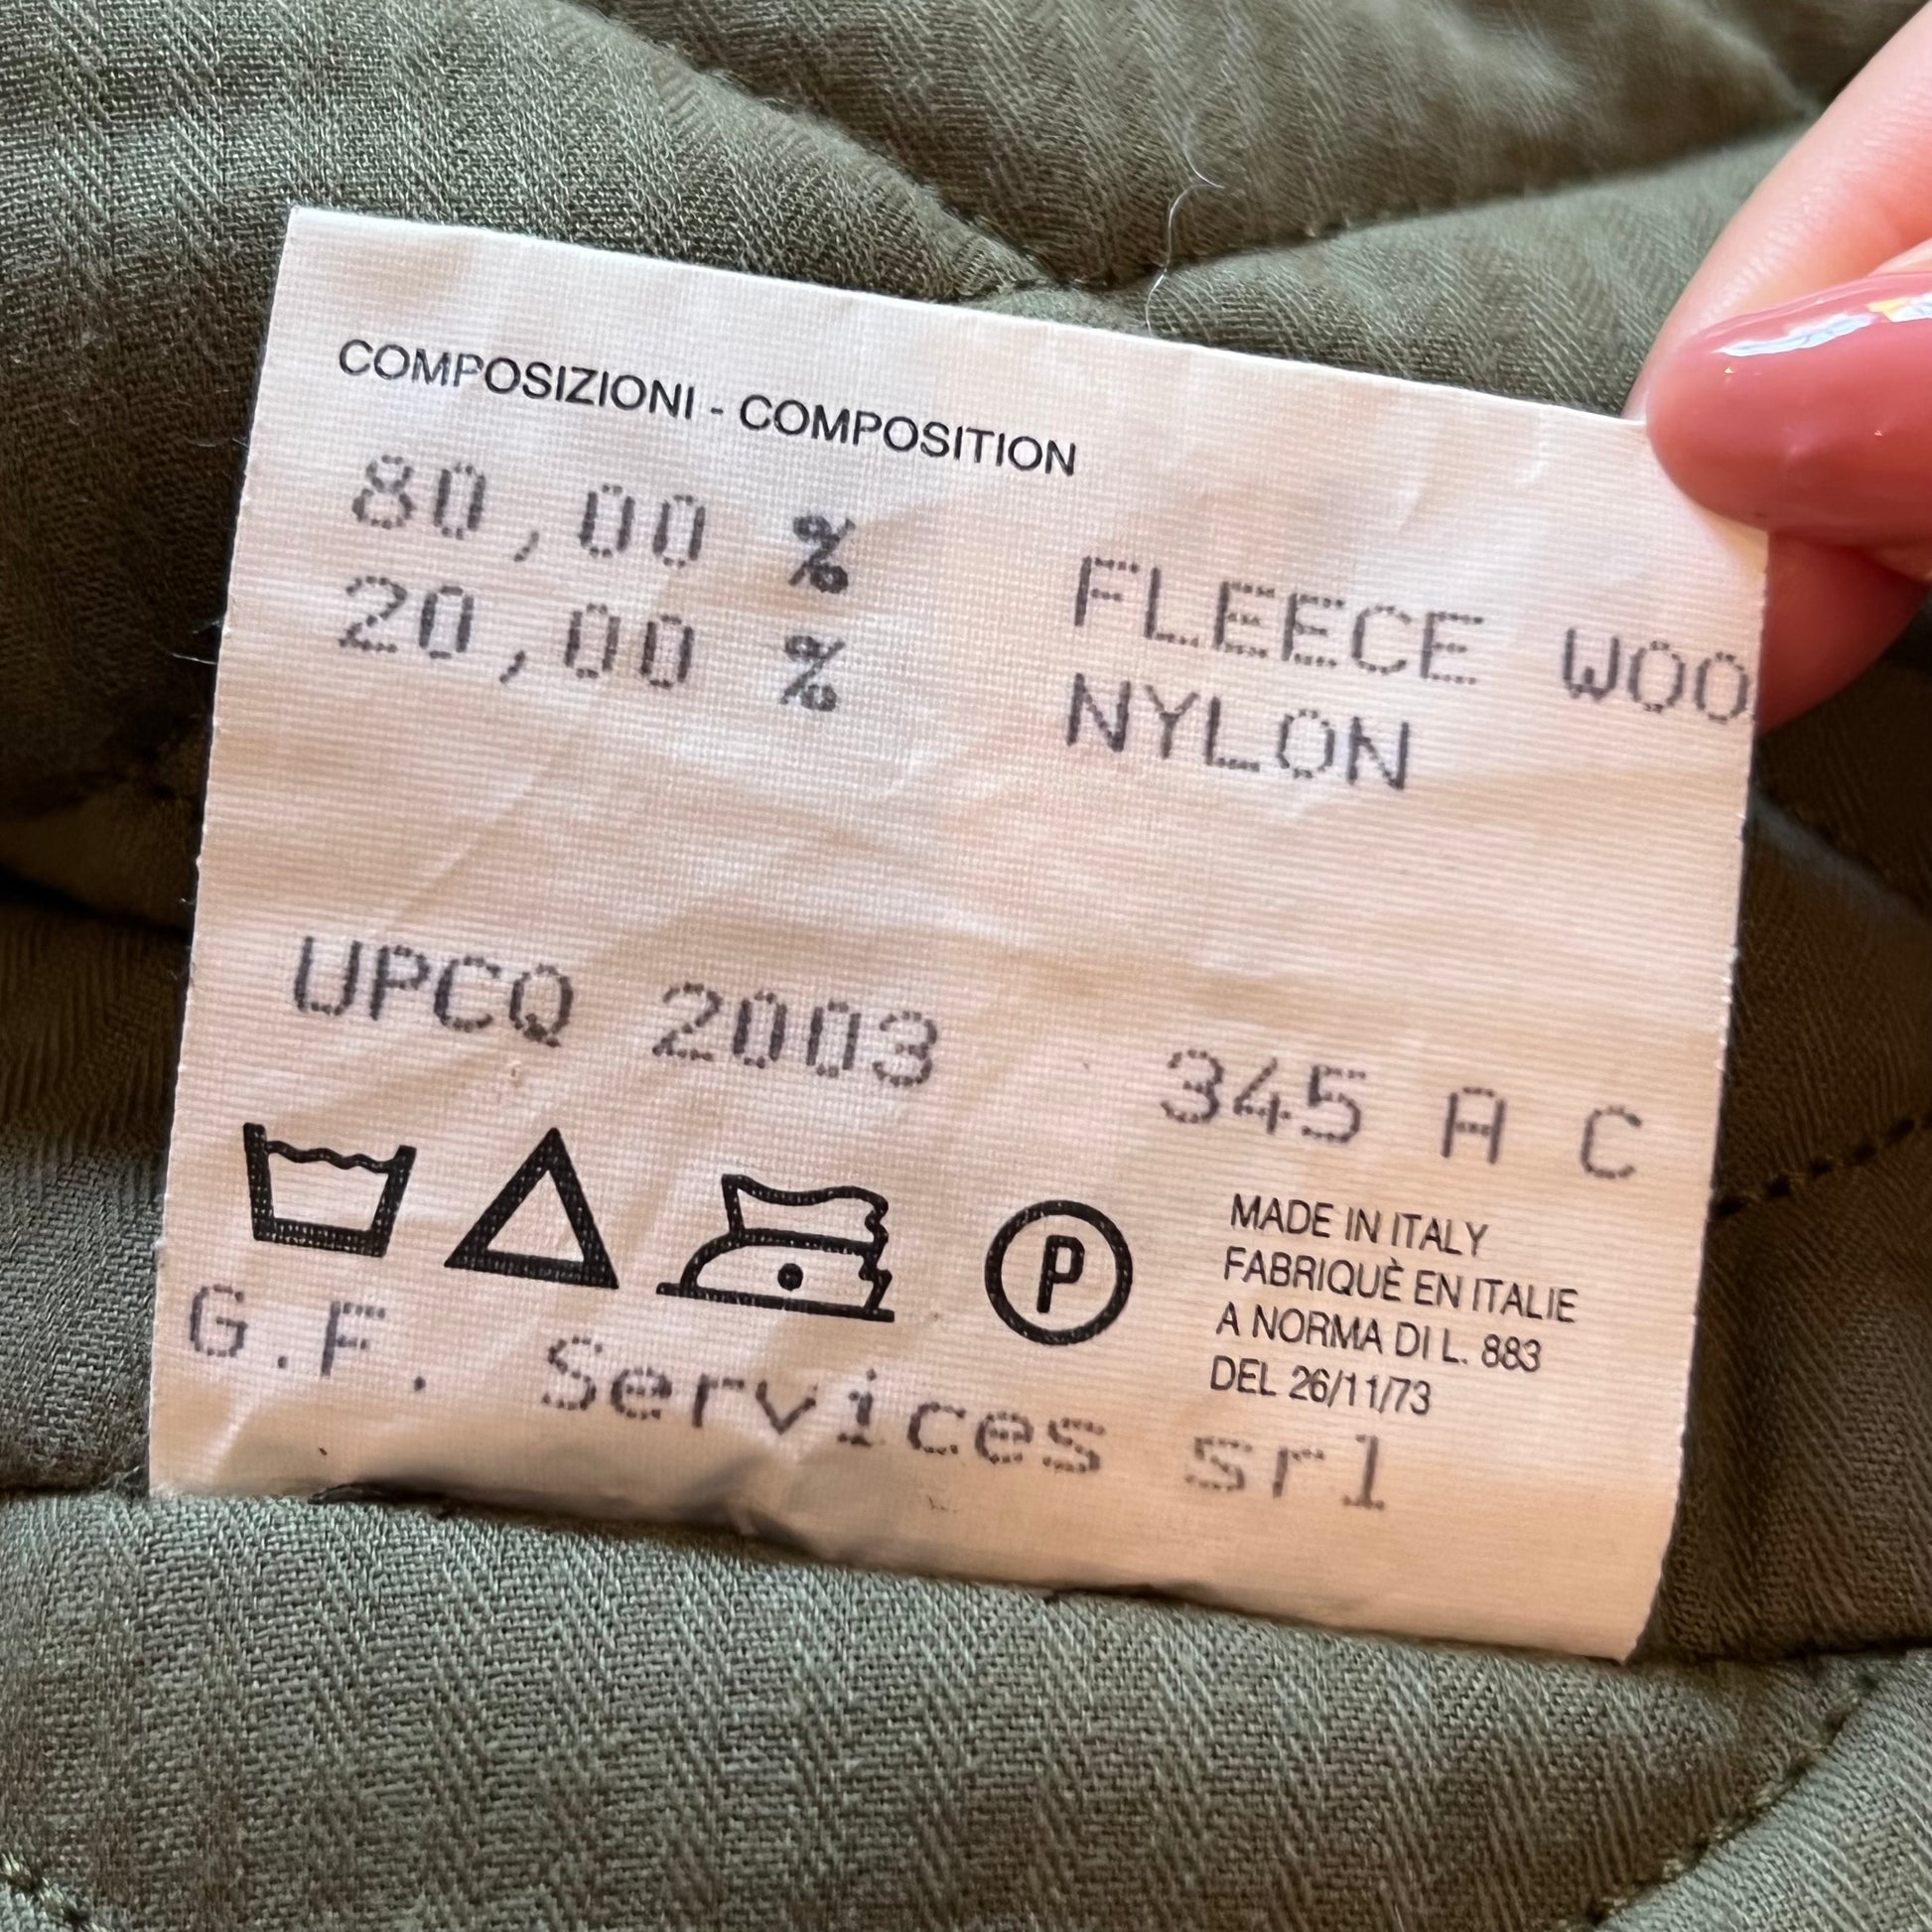 COMPOSIZIONI - COMPOSITION
80,00 % FLEECE WOO
20,00 % NYLON
UPCQ 2003 345 A C
P
MADE IN ITALY
FABRIQUÈ EN ITALIE
A NORMA DI L. 883
DEL 26/11/73
G.F. Services srl